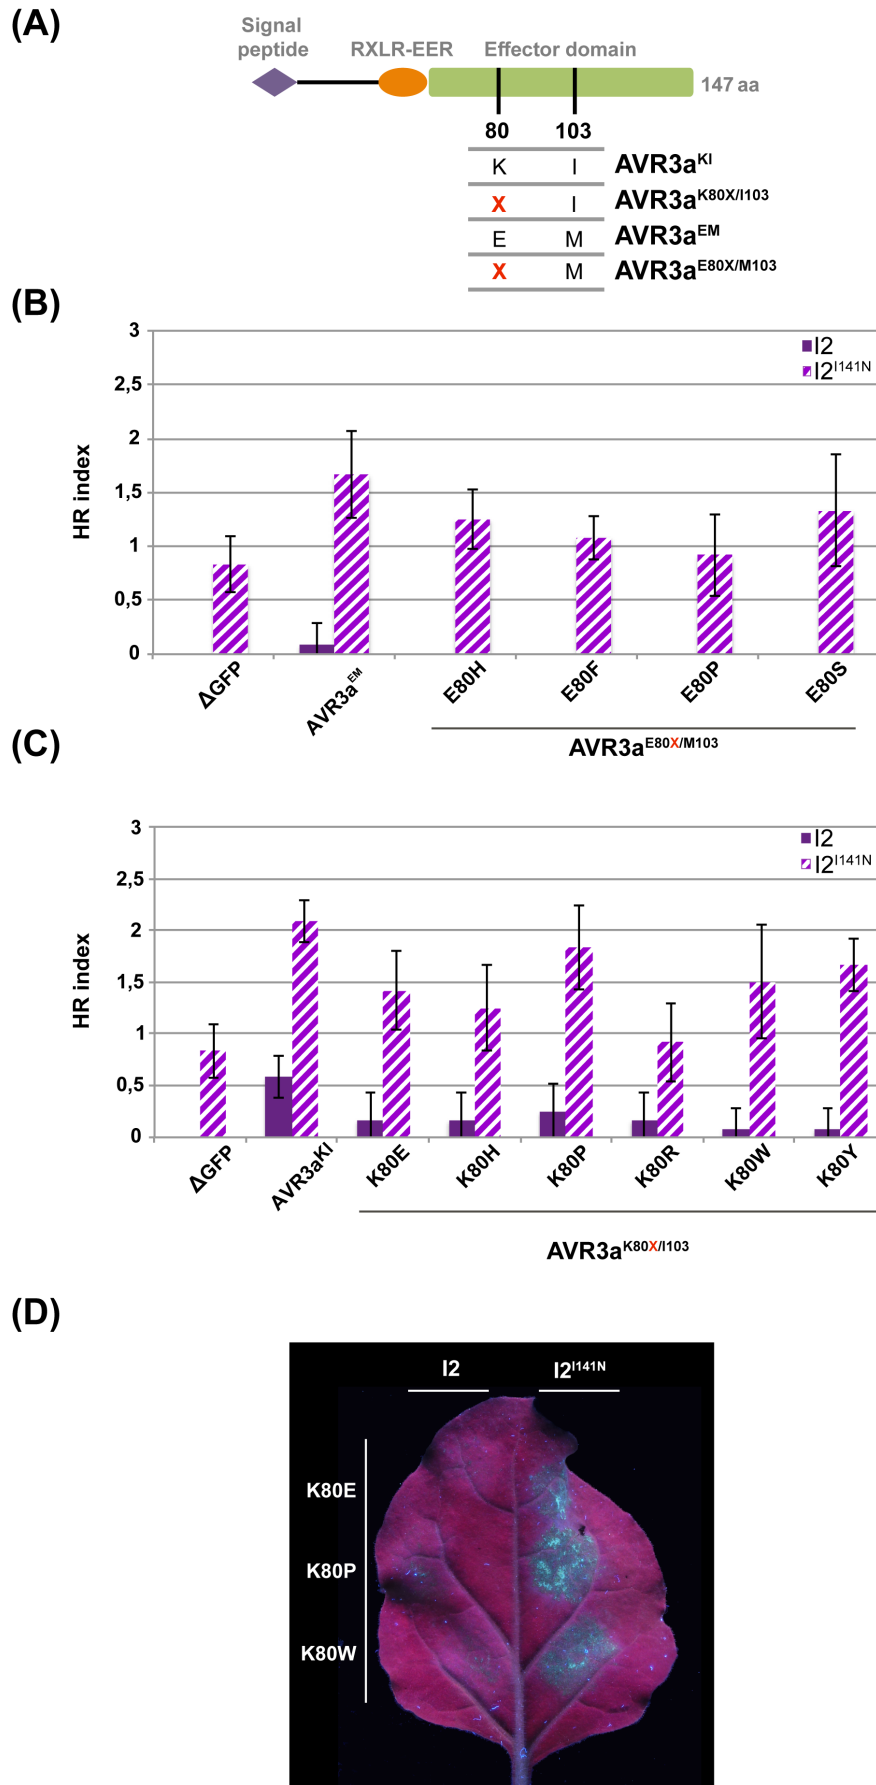 (A)
Signal
peptide
RXLR-EER
Effector domain
147 aa
80 103
K I AVR3aKI
X I AVR3aK80X/I103
E M AVR3aEM
X M AVR3aE80X/M103
(B)
3
2,5
2
1,5
1
0,5
0
HR index
I2
I2I141N
ΔGFP
AVR3aEM
E80H
E80F
E80P
E80S
AVR3aE80X/M103
(C)
3
2,5
2
1,5
1
0,5
0
HR index
I2
I2I141N
ΔGFP
AVR3aKI
K80E
K80H
K80P
K80R
K80W
K80Y
AVR3aK80X/I103
(D)
I2 I2I141N
K80E
K80P
K80W